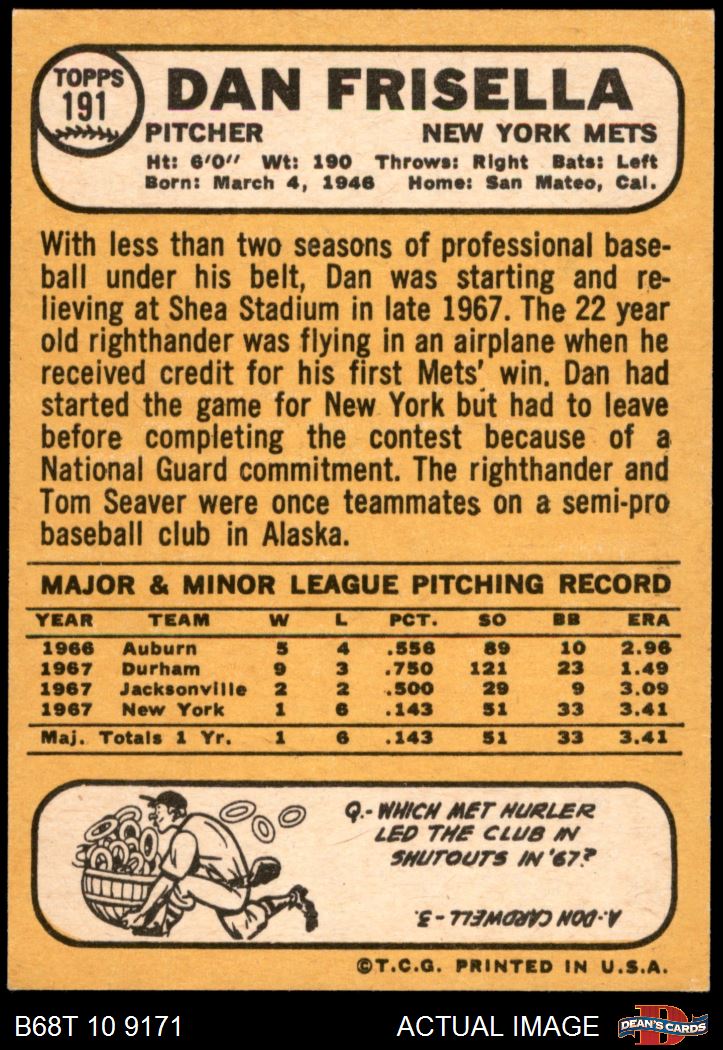 TOPPS
191
DAN FRISELLA
PITCHER NEW YORK METS
Ht: 6'0" Wt: 190 Throws: Right Bats: Left
Born: March 4, 1946 Home: San Mateo, Cal.
With less than two seasons of professional base-
ball under his belt, Dan was starting and re-
lieving at Shea Stadium in late 1967. The 22 year
old righthander was flying in an airplane when he
received credit for his first Mets' win. Dan had
started the game for New York but had to leave
before completing the contest because of a
National Guard commitment. The righthander and
Tom Seaver were once teammates on a semi-pro
baseball club in Alaska.
MAJOR & MINOR LEAGUE PITCHING RECORD
YEAR TEAM W L PCT. SO BB ERA
1966 Auburn 5 4 .556 89 10 2.96
1967 Durham 9 3 .750 121 23 1.49
1967 Jacksonville 2 2 .500 29 9 3.09
1967 New York 1 6 .143 51 33 3.41
Maj. Totals 1 Yr. 1 6 .143 51 33 3.41
Q.- WHICH MET HURLER
LED THE CLUB IN
SHUTOUTS IN '67?
A-DON CARDWELL - 3.
©T.C.G. PRINTED IN U.S.A.
B68T 10 9171 ACTUAL IMAGE DEAN'S CARDS